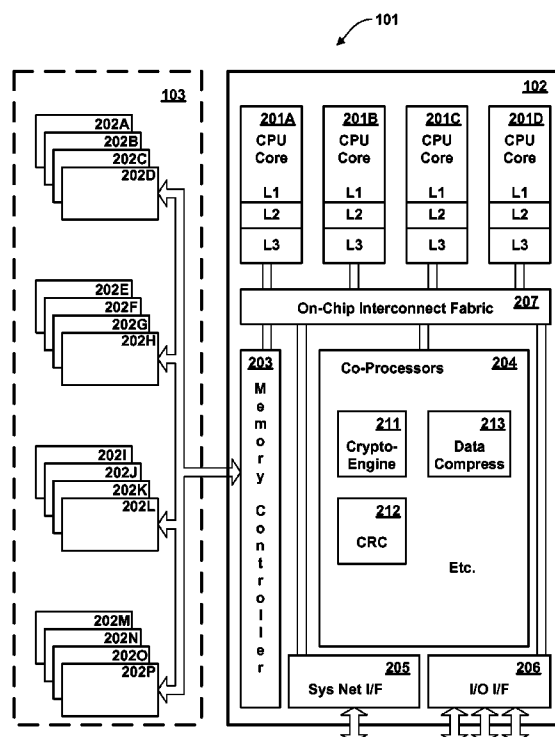 101
103
202A
202B
202C
202D
202E
202F
202G
202H
202I
202J
202K
202L
202M
202N
202O
202P
102
201A
CPU
Core
L1
L2
L3
201B
CPU
Core
L1
L2
L3
201C
CPU
Core
L1
L2
L3
201D
CPU
Core
L1
L2
L3
On-Chip Interconnect Fabric
207
203
Memory Controller
204
Co-Processors
211
Crypto-
Engine
213
Data
Compress
212
CRC
Etc.
205
Sys Net I/F
206
I/O I/F